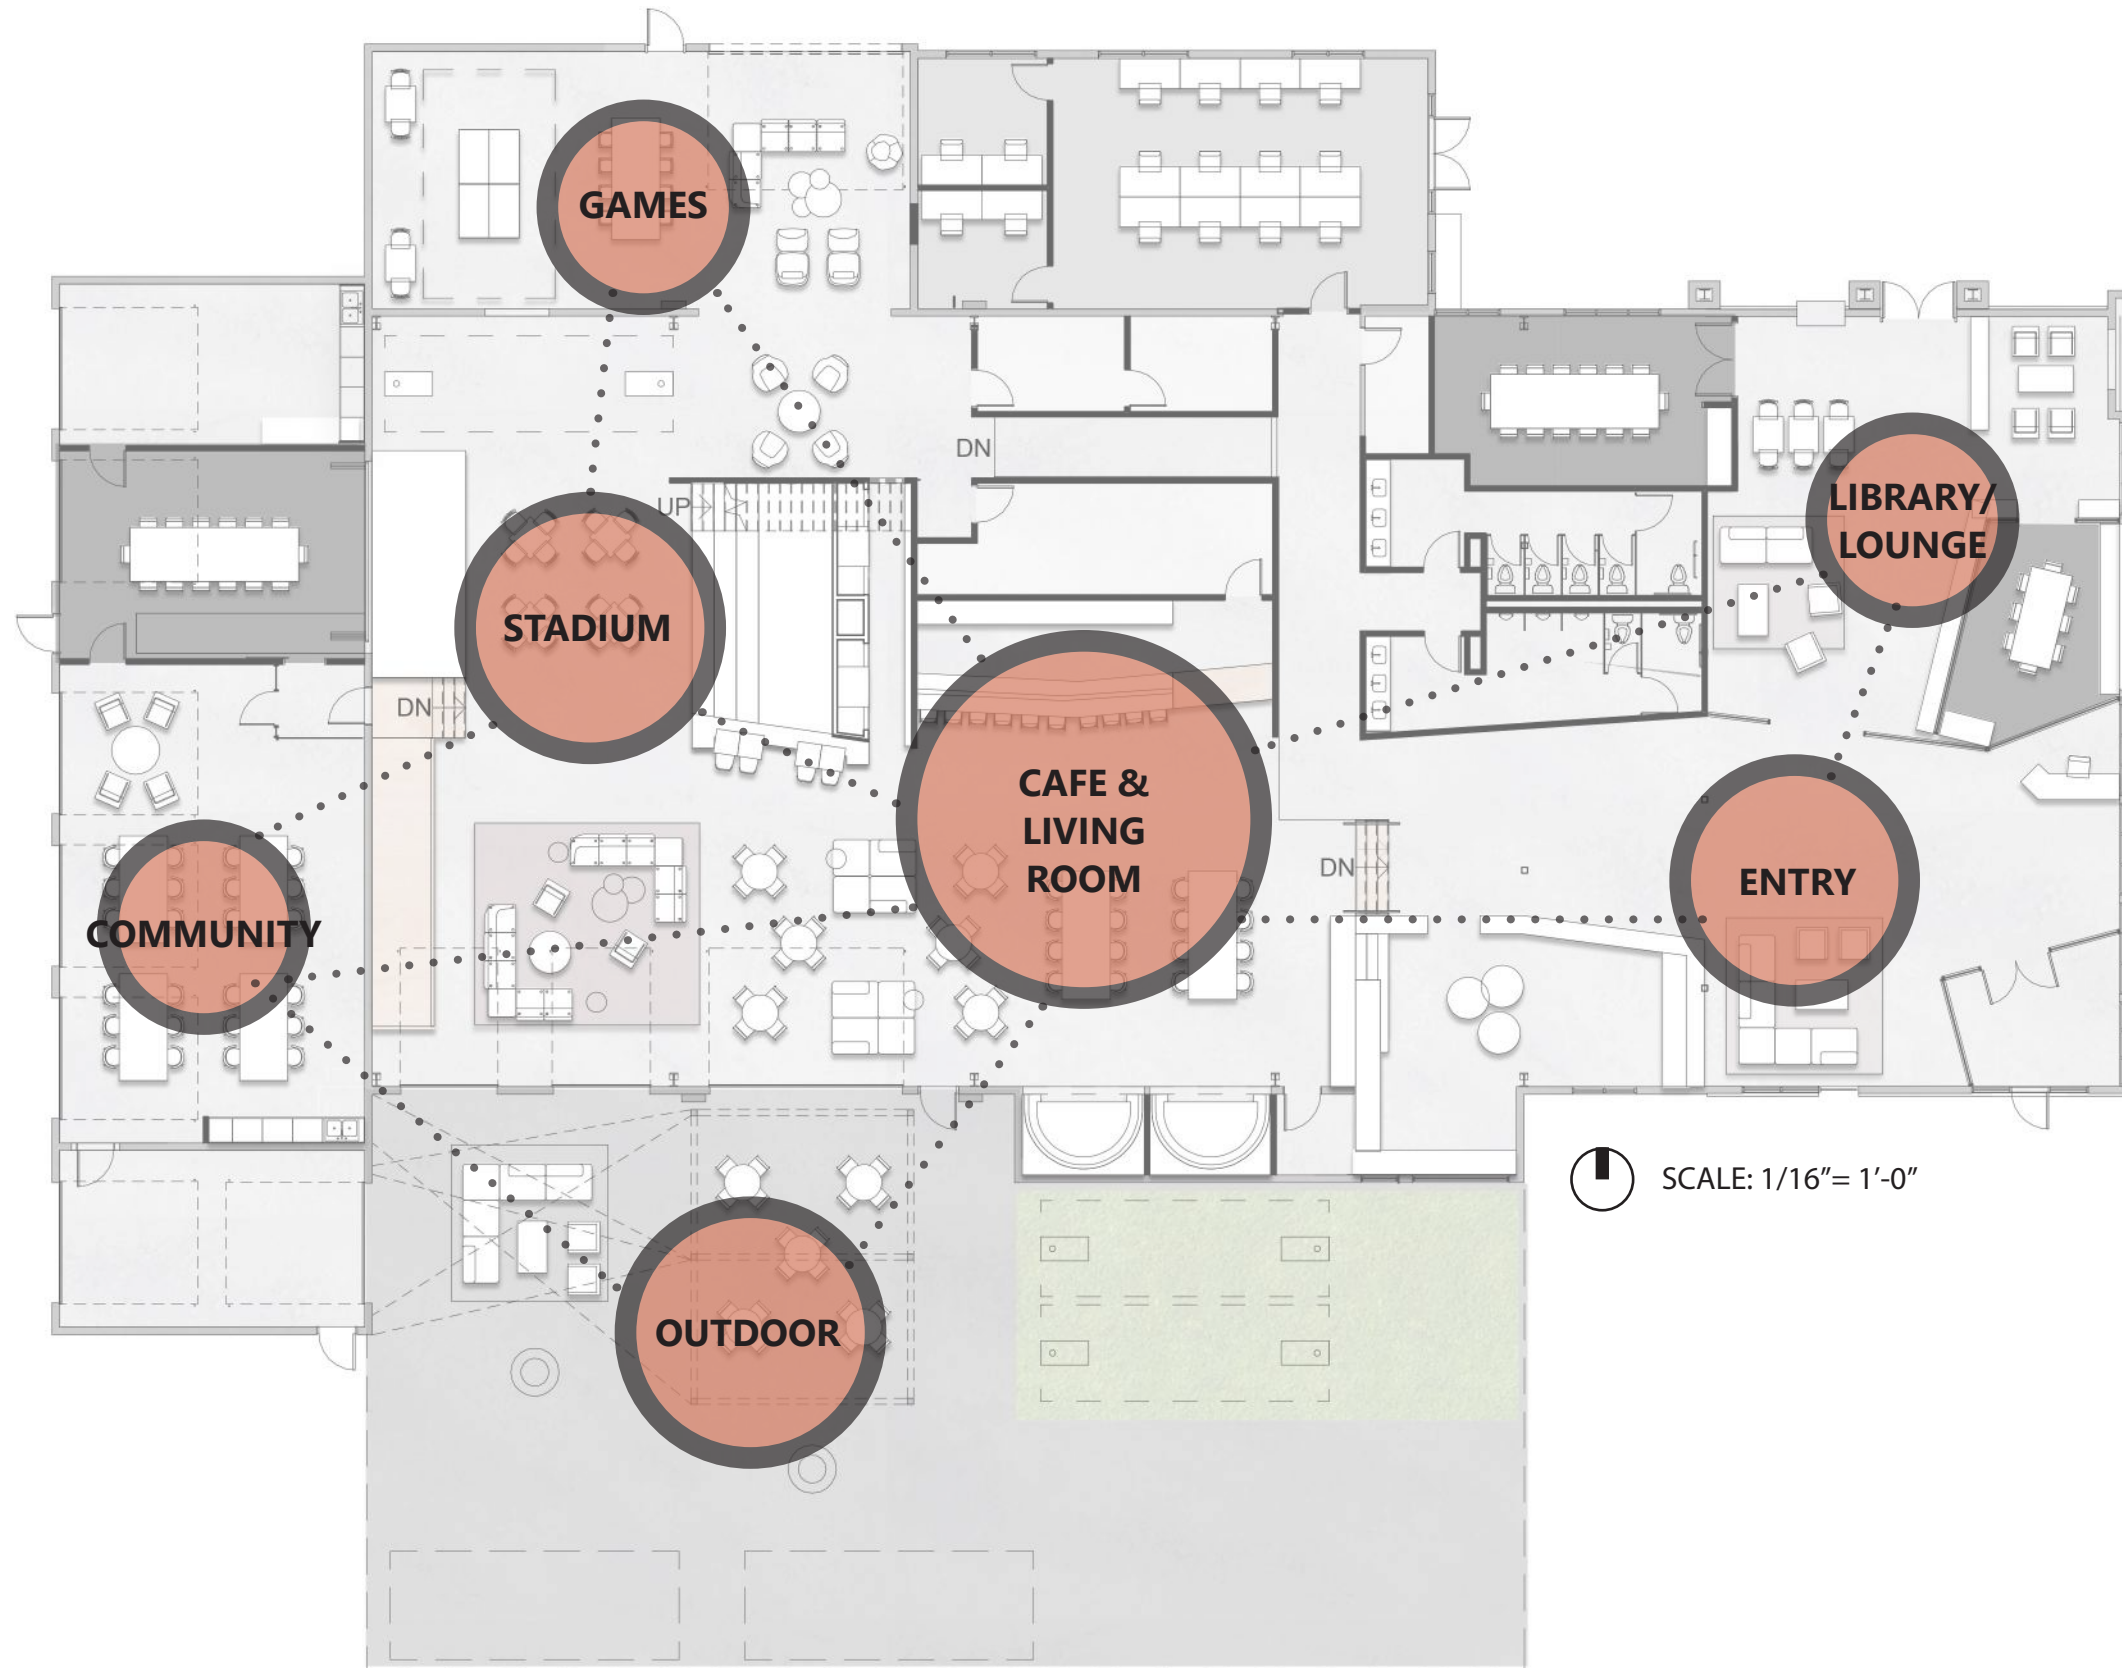 GAMES
DN
UP
LIBRARY/
LOUNGE
STADIUM
DN
CAFE &
LIVING
ROOM
DN
ENTRY
COMMUNITY
SCALE: 1/16”= 1’-0”
OUTDOOR